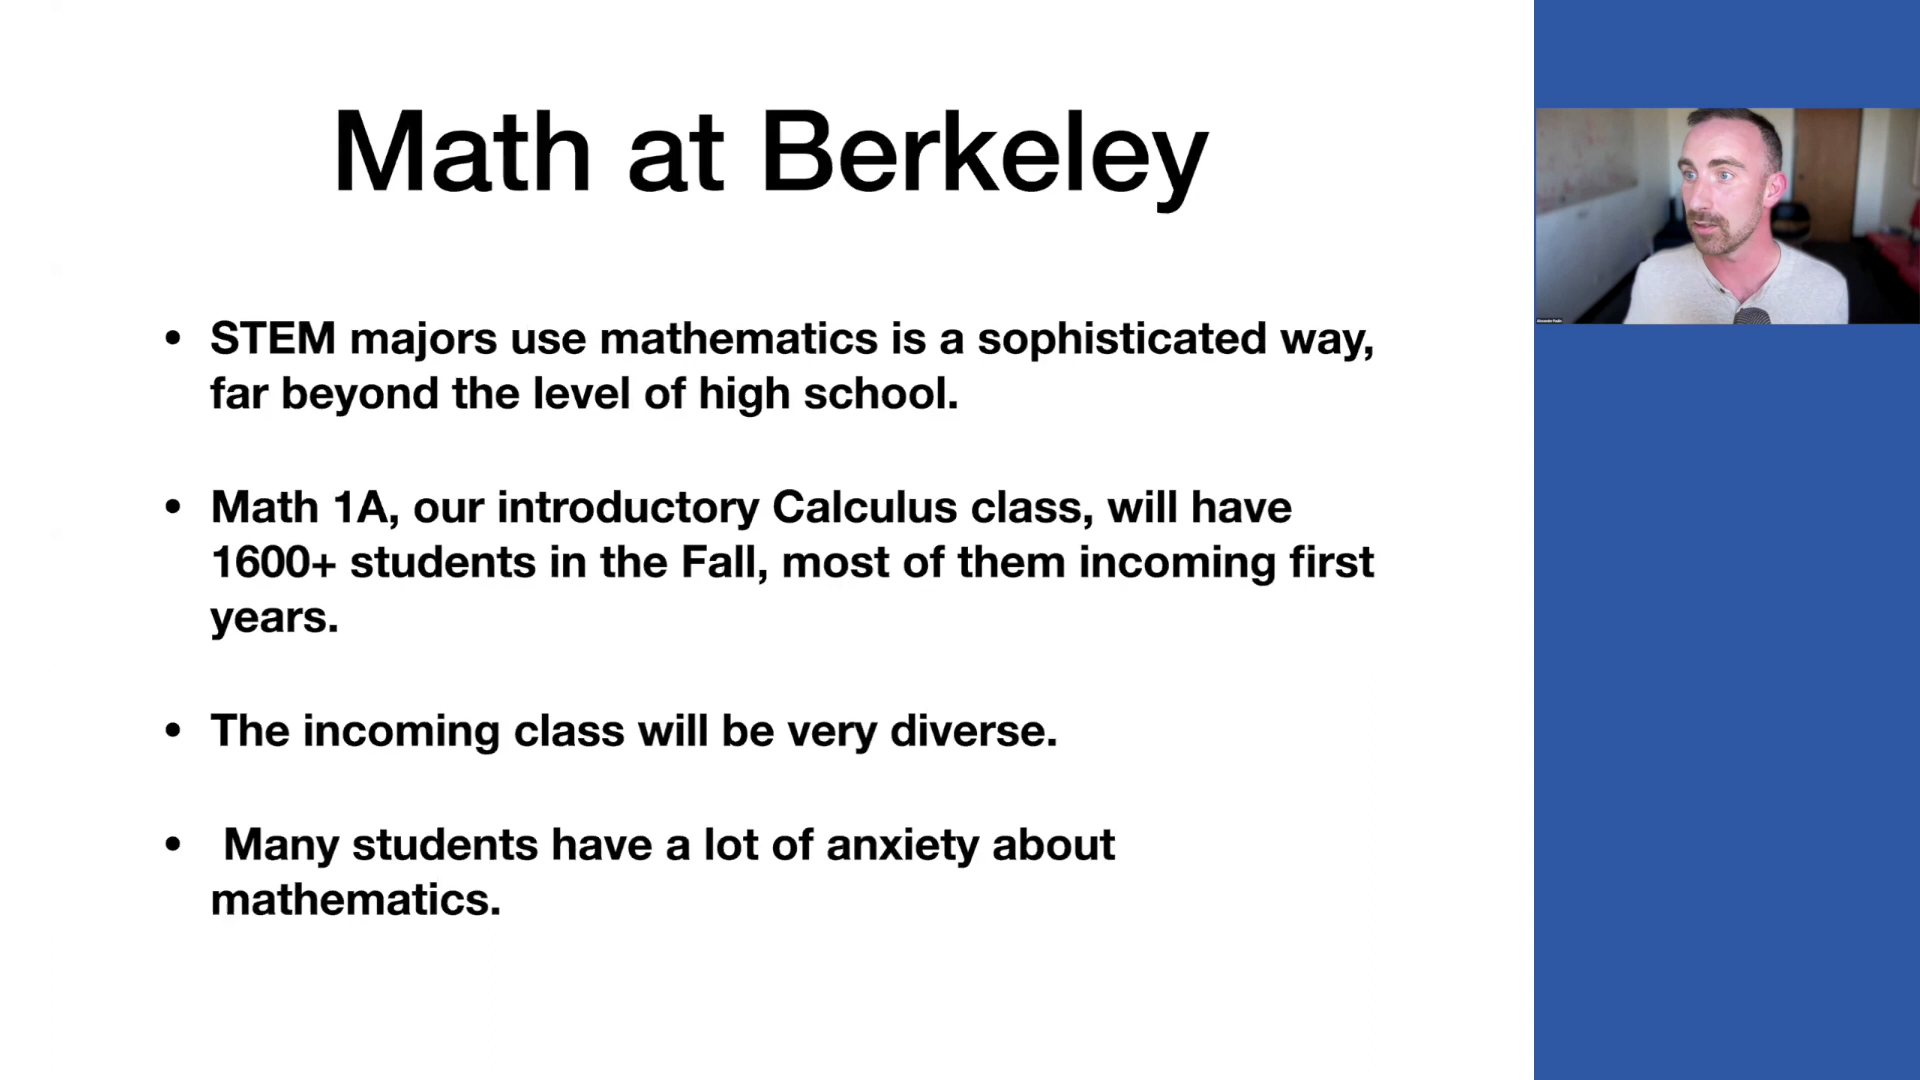 Math at Berkeley
• STEM majors use mathematics is a sophisticated way,
far beyond the level of high school.
• Math 1A, our introductory Calculus class, will have
1600+ students in the Fall, most of them incoming first
years.
• The incoming class will be very diverse.
• Many students have a lot of anxiety about
mathematics.